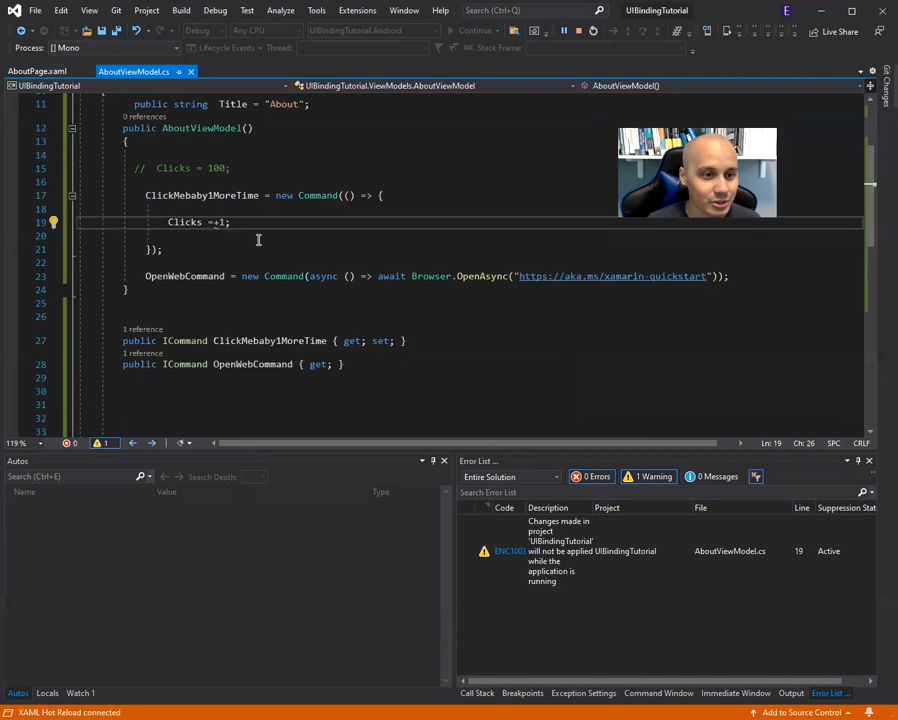 File Edit View Git Project Build Debug Test Analyze Tools Extensions Window Help Search (Ctrl+Q) UIBindingTutorial E
Debug Any CPU UIBindingTutorial.Android Continue Live Share
Process: [] Mono Lifecycle Events Thread: Stack Frame:
AboutPage.xaml AboutViewModel.cs Git Changes
UIBindingTutorial UIBindingTutorial.ViewModels.AboutViewModel AboutViewModel()
11 public string Title = "About";
0 references
12 public AboutViewModel()
13 {
14
15 // Clicks = 100;
16
17 ClickMebaby1MoreTime = new Command(() => {
18
19 Clicks =+1;
20
21 });
22
23 OpenWebCommand = new Command(async () => await Browser.OpenAsync("https://aka.ms/xamarin-quickstart"));
24 }
25
26
1 reference
27 public ICommand ClickMebaby1MoreTime { get; set; }
1 reference
28 public ICommand OpenWebCommand { get; }
29
30
31
32
33
119 % 0 1 Ln: 19 Ch: 26 SPC CRLF
Autos
Search (Ctrl+E) Search Depth:
Name Value Type
Error List ...
Entire Solution 0 Errors 1 Warning 0 Messages
Search Error List
Code Description Project File Line Suppression Stat
ENC1003 Changes made in project 'UIBindingTutorial' will not be applied while the application is running UIBindingTutorial AboutViewModel.cs 19 Active
Autos Locals Watch 1
Call Stack Breakpoints Exception Settings Command Window Immediate Window Output Error List ...
XAML Hot Reload connected Add to Source Control